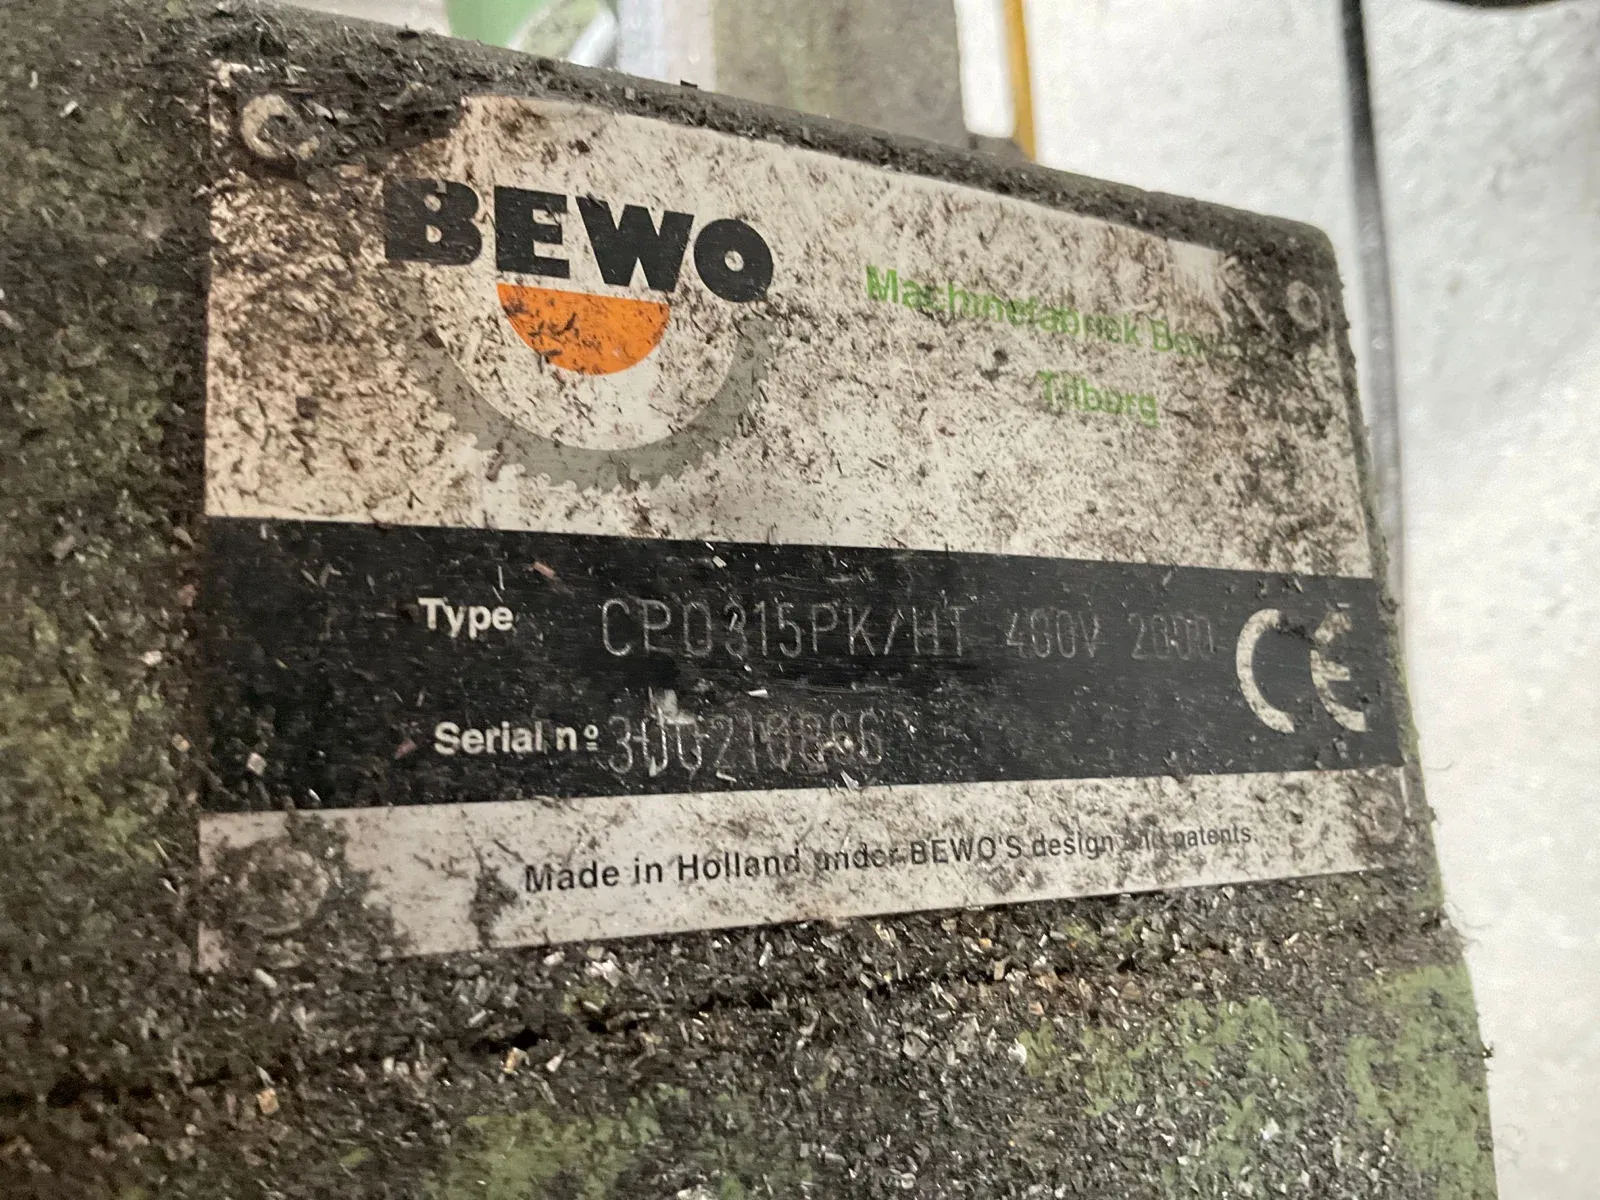 BEWO
Machinefabriek Bewo
Tilburg
Type CPO315PK/HT 400V 2000
CE
Serial nº
Made in Holland under BEWO'S design and patents.